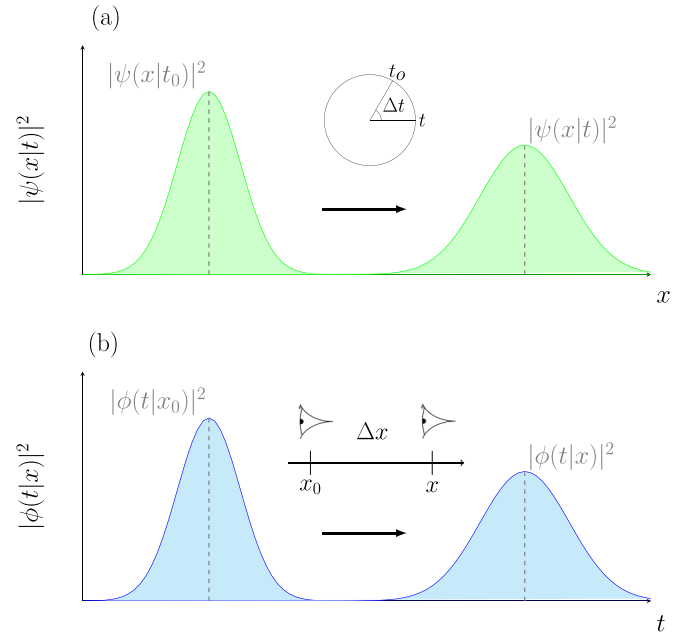 (a)
|ψ(x|t₀)|²
tₒ
Δt
t
|ψ(x|t)|²
|ψ(x|t)|²
x
(b)
|ϕ(t|x₀)|²
Δx
x₀
x
|ϕ(t|x)|²
|ϕ(t|x)|²
t